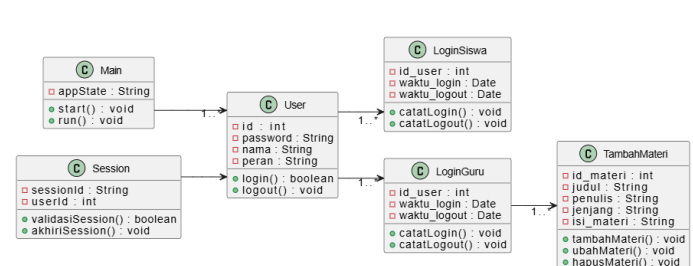 C Main
- appState : String
start() : void
run() : void
C Session
sessionId : String
userId : int
validasiSession() : boolean
akhiriSession() : void
1..*
C User
id : int
password : String
nama : String
peran : String
login() : boolean
logout() : void
1..*
1..*
C LoginSiswa
id_user : int
waktu_login : Date
waktu_logout : Date
catatLogin() : void
catatLogout() : void
C LoginGuru
id_user : int
waktu_login : Date
waktu_logout : Date
catatLogin() : void
catatLogout() : void
1..*
C TambahMateri
id_materi : int
judul : String
penulis : String
jenjang : String
isi_materi : String
tambahMateri() : void
ubahMateri() : void
hapusMateri() : void